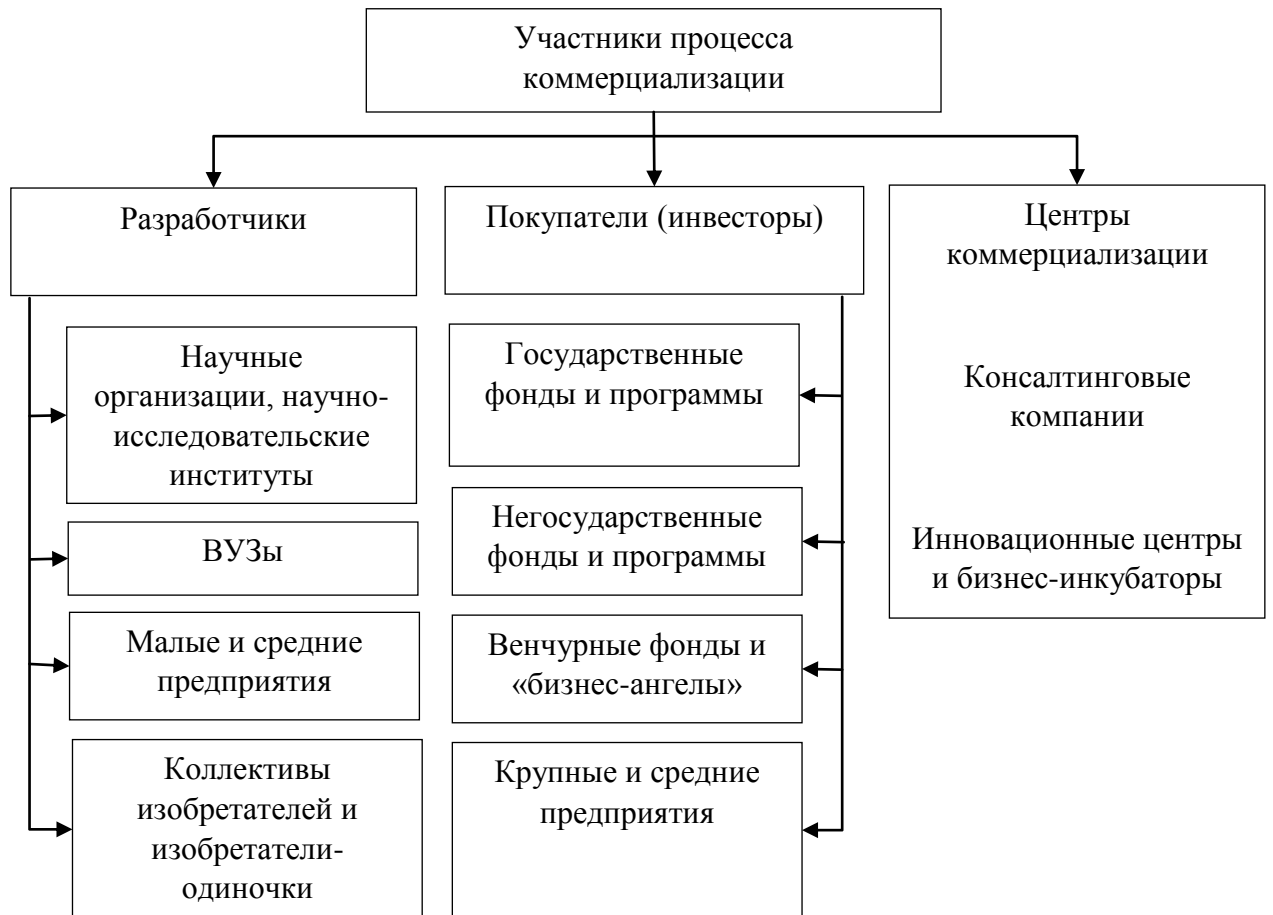 Участники процесса
коммерциализации
Разработчики
Покупатели (инвесторы)
Центры
коммерциализации
Консалтинговые
компании
Инновационные центры
и бизнес-инкубаторы
Научные
организации, научно-
исследовательские
институты
ВУЗы
Малые и средние
предприятия
Коллективы
изобретателей и
изобретатели-
одиночки
Государственные
фонды и программы
Негосударственные
фонды и программы
Венчурные фонды и
«бизнес-ангелы»
Крупные и средние
предприятия